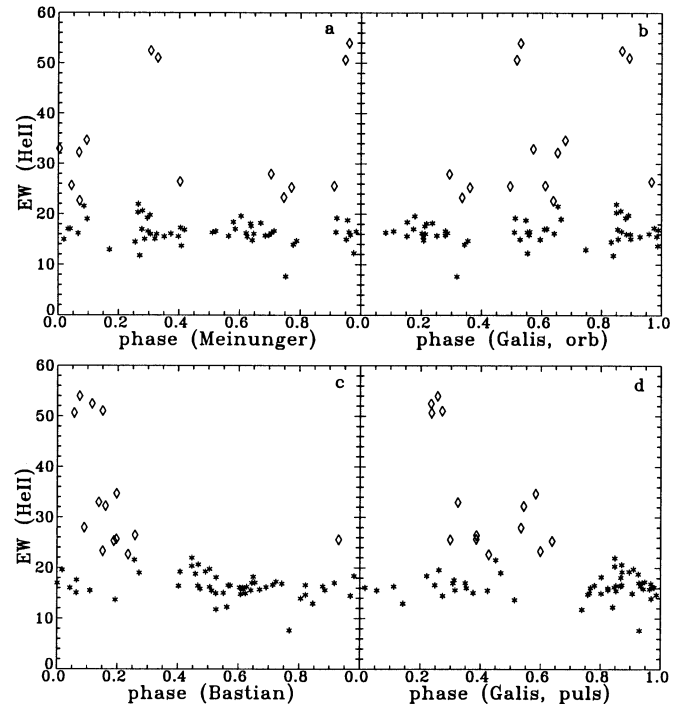 60
50
40
30
20
10
0
EW (HeII)
a
b
0.0 0.2 0.4 0.6 0.8 0.0 0.2 0.4 0.6 0.8 1.0
phase (Meinunger)
phase (Galis, orb)
60
50
40
30
20
10
0
EW (HeII)
c
d
0.0 0.2 0.4 0.6 0.8 0.0 0.2 0.4 0.6 0.8 1.0
phase (Bastian)
phase (Galis, puls)